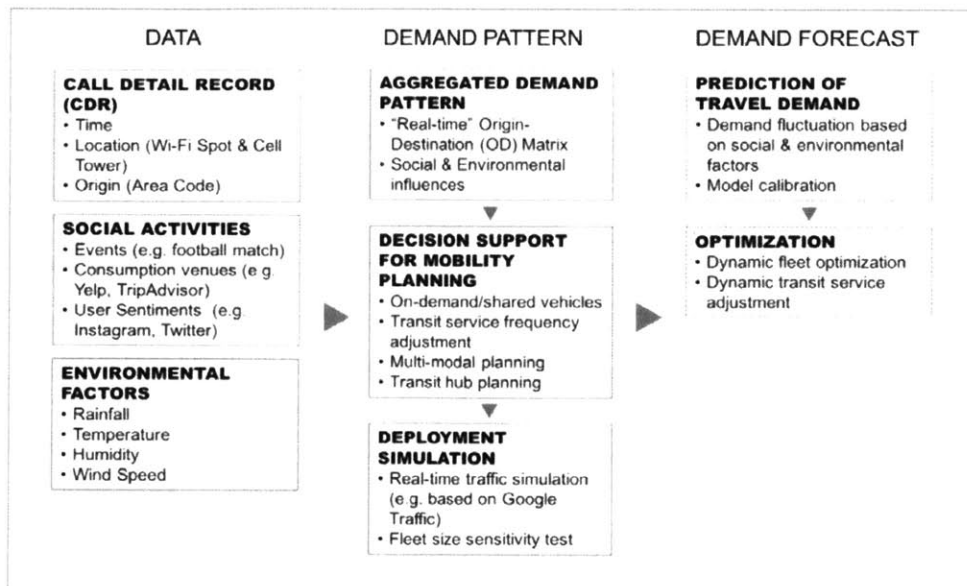 DATA
CALL DETAIL RECORD
(CDR)
• Time
• Location (Wi-Fi Spot & Cell
Tower)
• Origin (Area Code)
SOCIAL ACTIVITIES
• Events (e.g. football match)
• Consumption venues (e g.
Yelp, TripAdvisor)
• User Sentiments (e.g.
Instagram, Twitter)
ENVIRONMENTAL
FACTORS
• Rainfall
• Temperature
• Humidity
• Wind Speed
DEMAND PATTERN
AGGREGATED DEMAND
PATTERN
• "Real-time" Origin-
Destination (OD) Matrix
• Social & Environmental
influences
DECISION SUPPORT
FOR MOBILITY
PLANNING
• On-demand/shared vehicles
• Transit service frequency
adjustment
• Multi-modal planning
• Transit hub planning
DEPLOYMENT
SIMULATION
• Real-time traffic simulation
(e.g. based on Google
Traffic)
• Fleet size sensitivity test
DEMAND FORECAST
PREDICTION OF
TRAVEL DEMAND
• Demand fluctuation based
on social & environmental
factors
• Model calibration
OPTIMIZATION
• Dynamic fleet optimization
• Dynamic transit service
adjustment